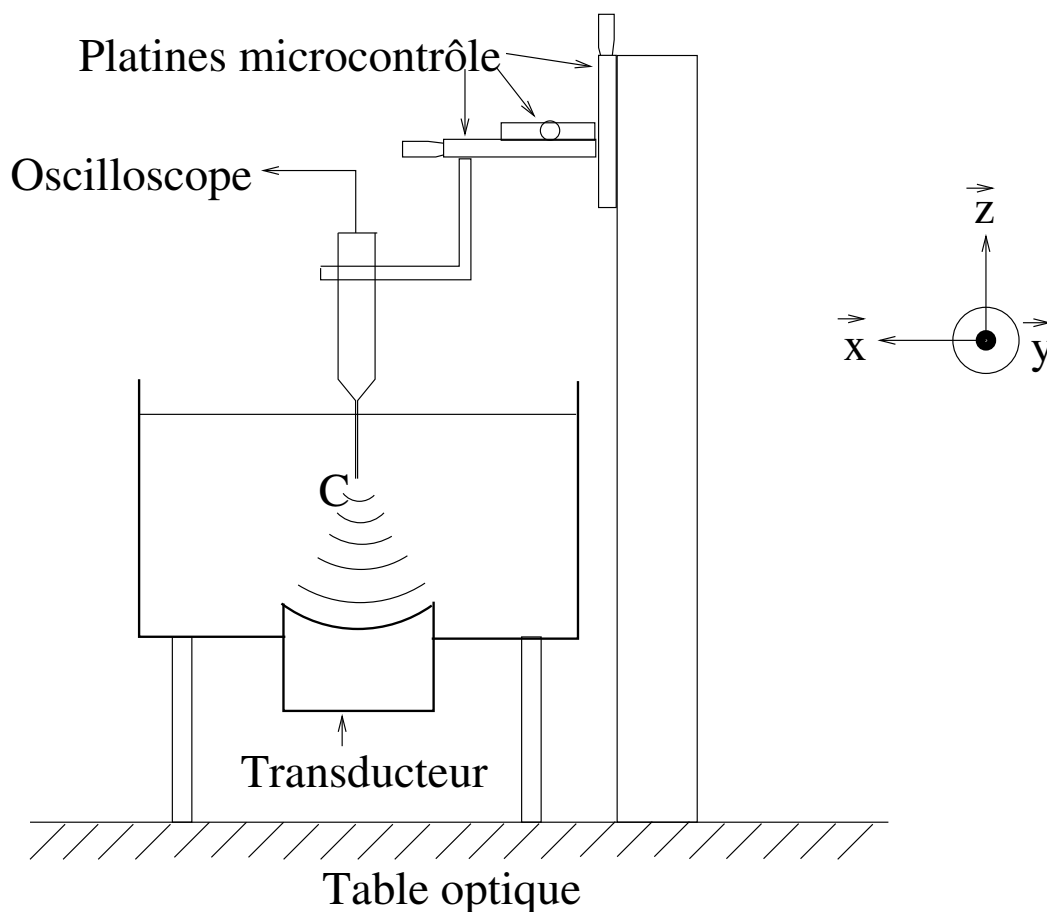 Platines microcontrôle
Oscilloscope
z
x
y
C
Transducteur
Table optique